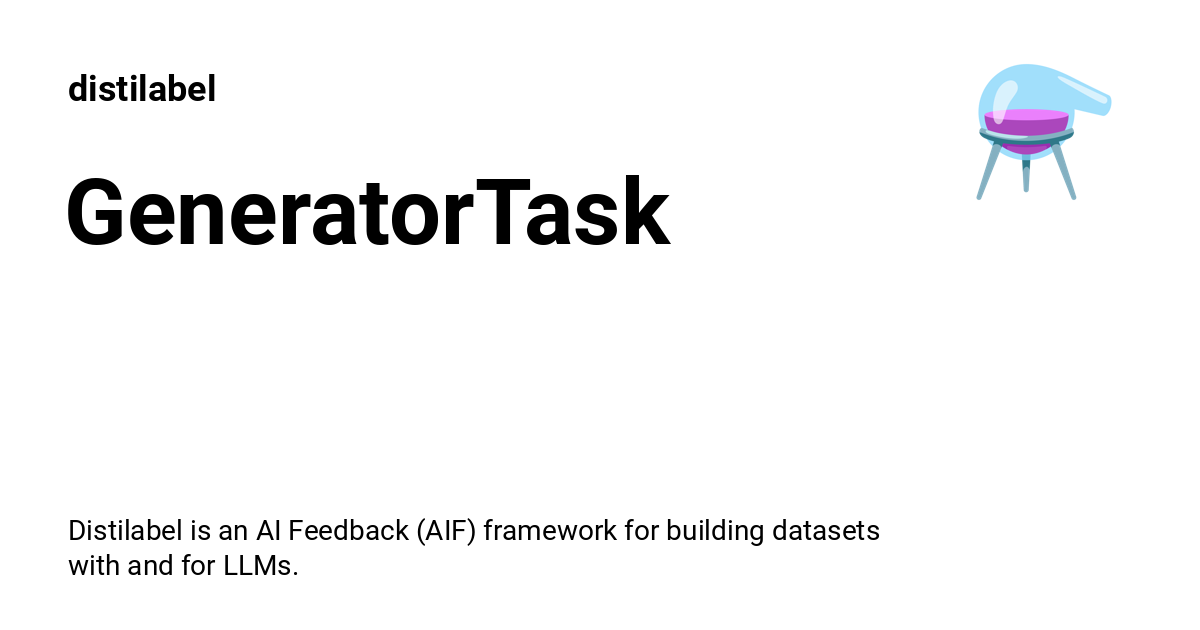 distilabel
GeneratorTask
Distilabel is an AI Feedback (AIF) framework for building datasets
with and for LLMs.